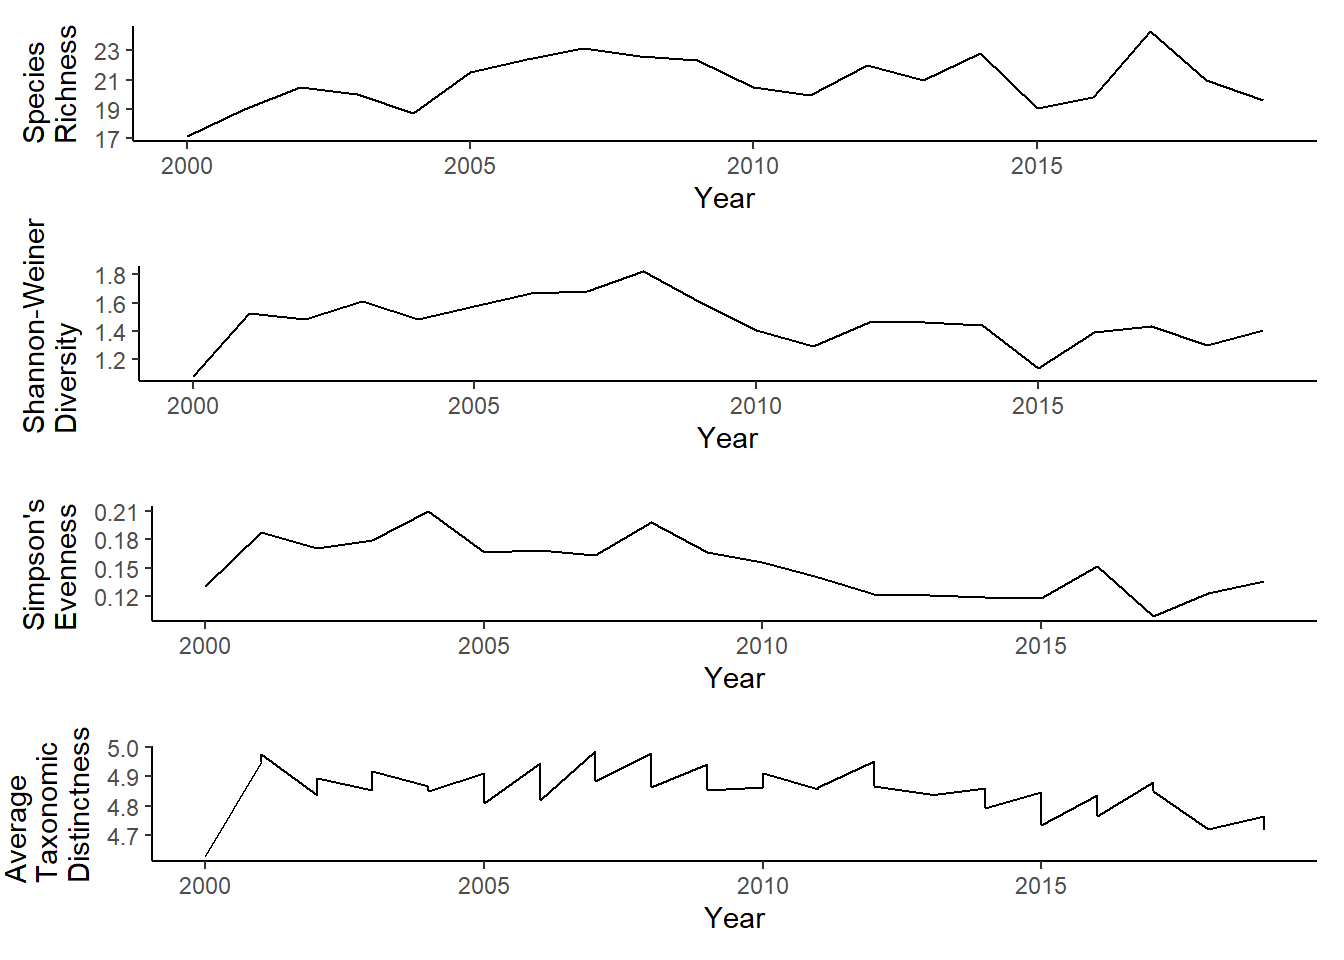 Species
Richness
23
21
19
17
2000 2005 2010 2015
Year
Shannon-Weiner
Diversity
1.8
1.6
1.4
1.2
2000 2005 2010 2015
Year
Simpson's
Evenness
0.21
0.18
0.15
0.12
2000 2005 2010 2015
Year
Average
Taxonomic
Distinctness
5.0
4.9
4.8
4.7
2000 2005 2010 2015
Year